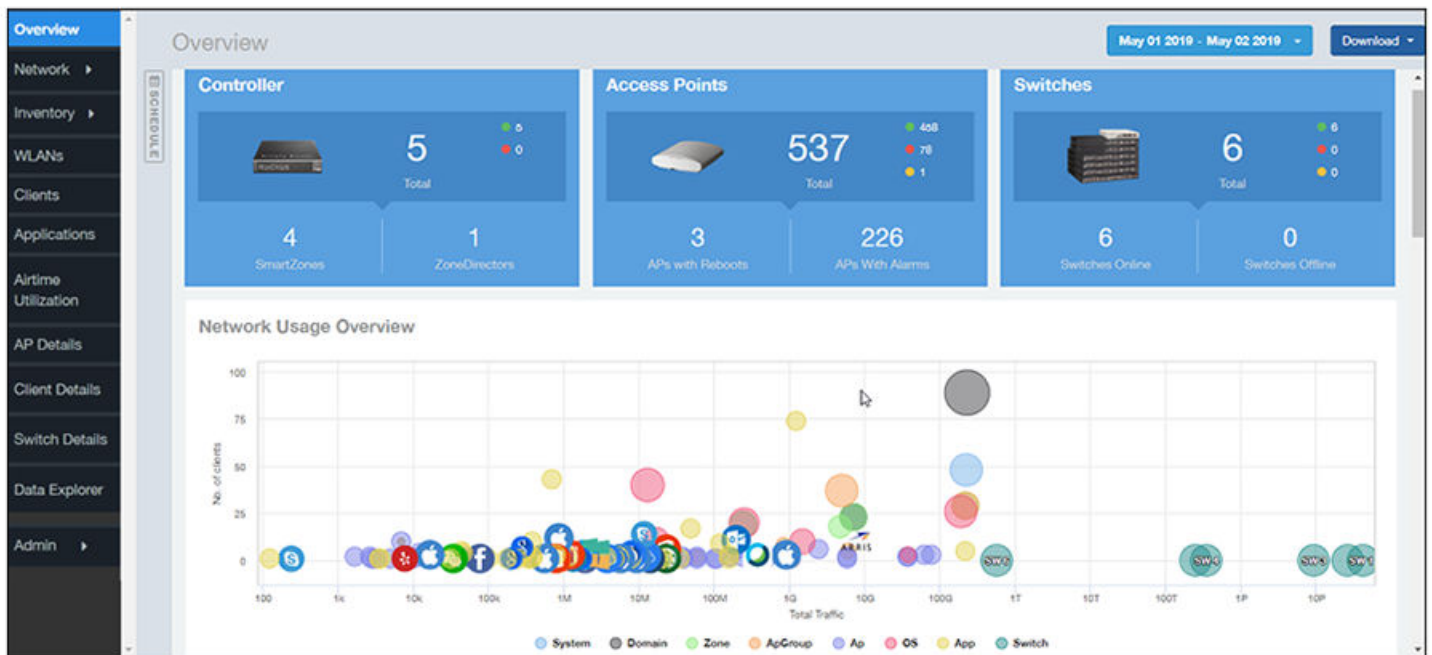 Overview
Network
Inventory
WLANs
Clients
Applications
Airtime
Utilization
AP Details
Client Details
Switch Details
Data Explorer
Admin
Overview
May 01 2019 - May 02 2019
Download
SCHEDULE
Controller
5
Total
0
4
SmartZones
1
ZoneDirectors
Access Points
537
Total
78
1
3
APs with Reboots
226
APs With Alarms
Switches
6
Total
6
0
0
6
Switches Online
0
Switches Offline
Network Usage Overview
No. of clients
100
75
50
25
0
ARRIS
100
1k
10k
100k
1M
10M
100M
1G
10G
100G
1T
10T
100T
1P
10P
Total Traffic
System
Domain
Zone
ApGroup
Ap
OS
App
Switch